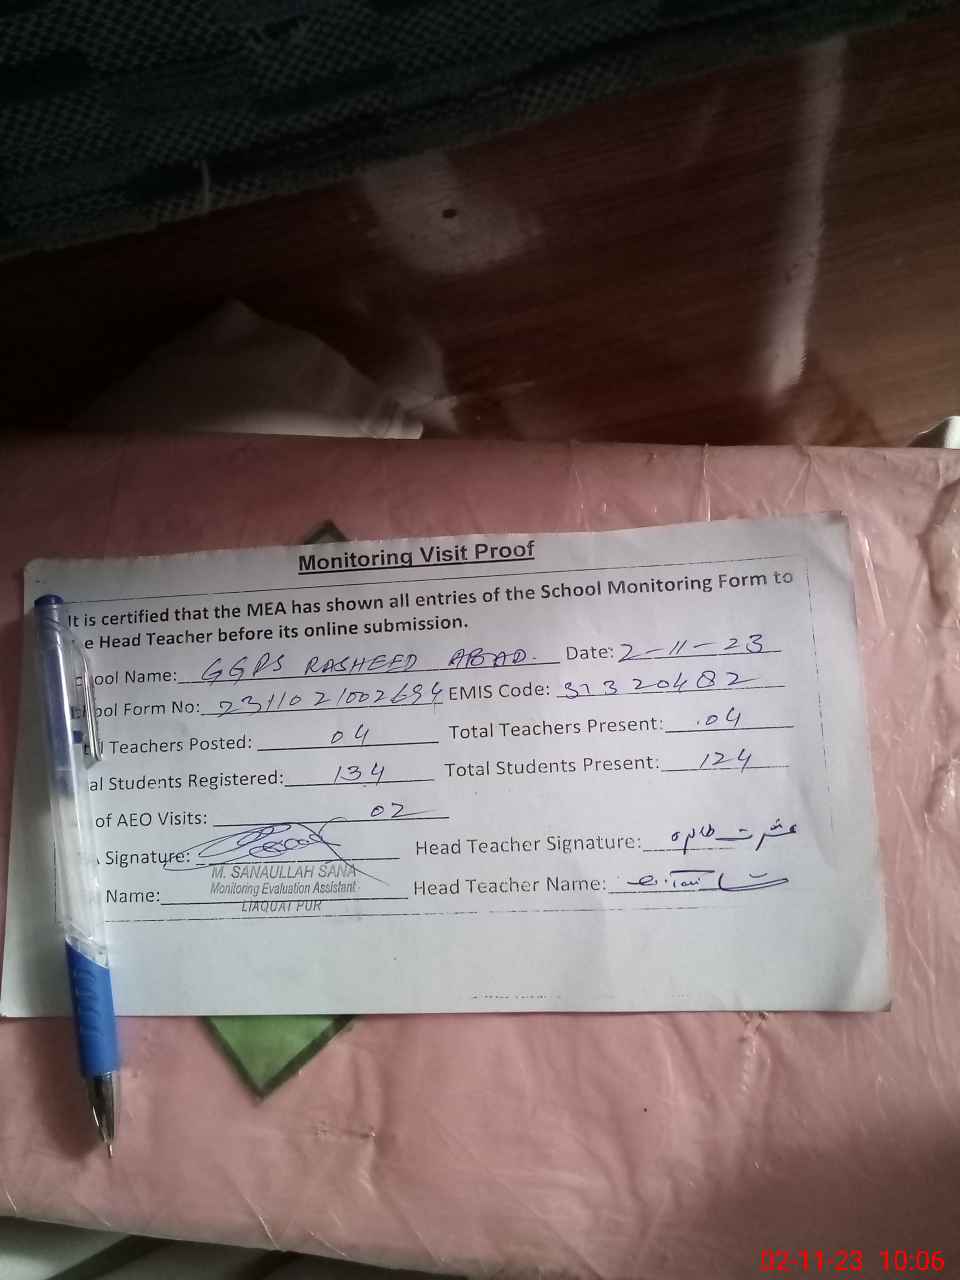 Monitoring Visit Proof
It is certified that the MEA has shown all entries of the School Monitoring Form to
e Head Teacher before its online submission.
ool Name: GGPS RASHEED ABAD. Date: 2-11-23
ool Form No: 2311021002694 EMIS Code: 31320482
Teachers Posted: 04 Total Teachers Present: 04
al Students Registered: 134 Total Students Present: 124
of AEO Visits: 02
Signature: Head Teacher Signature: عشرت طاہرہ
Name: M. SANAULLAH SANA Head Teacher Name:
Monitoring Evaluation Assistant
LIAQUAT PUR
02-11-23 10:06